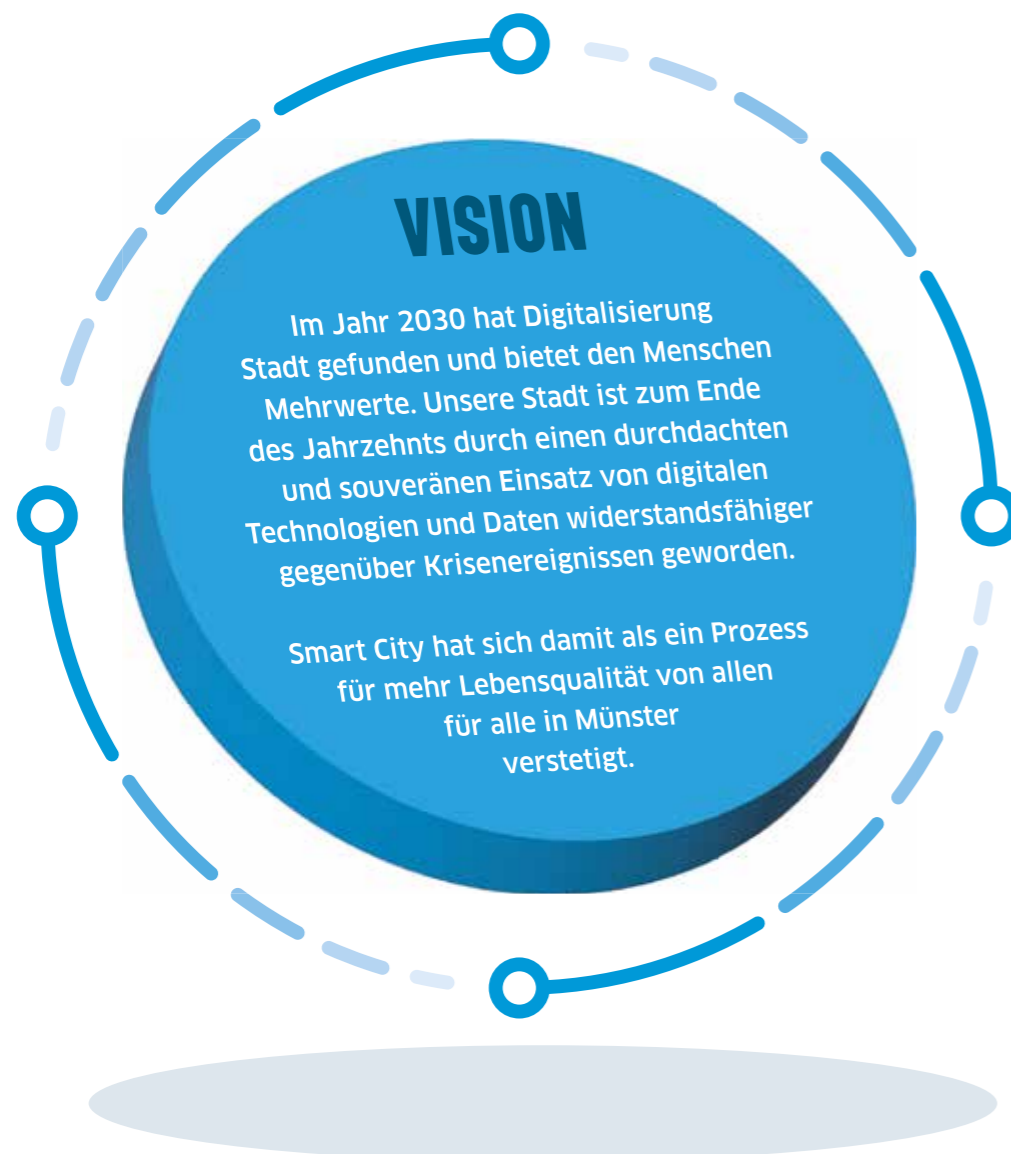 VISION
Im Jahr 2030 hat Digitalisierung
Stadt gefunden und bietet den Menschen
Mehrwerte. Unsere Stadt ist zum Ende
des Jahrzehnts durch einen durchdachten
und souveränen Einsatz von digitalen
Technologien und Daten widerstandsfähiger
gegenüber Krisenereignissen geworden.
Smart City hat sich damit als ein Prozess
für mehr Lebensqualität von allen
für alle in Münster
verstetigt.